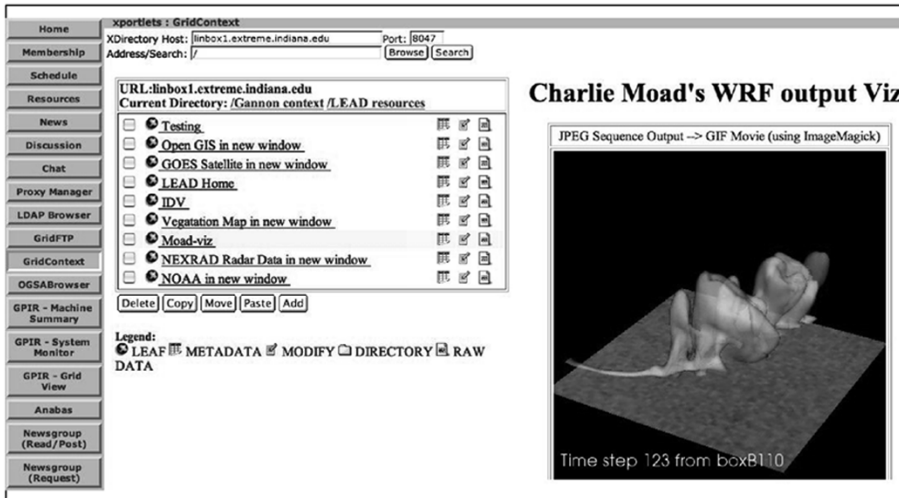 xportlets : GridContext
XDirectory Host: linbox1.extreme.indiana.edu Port: 8047
Address/Search: / Browse Search
Home
Membership
Schedule
Resources
News
Discussion
Chat
Proxy Manager
LDAP Browser
GridFTP
GridContext
OGSABrowser
GPIR - Machine
Summary
GPIR - System
Monitor
GPIR - Grid
View
Anabas
Newsgroup
(Read/Post)
Newsgroup
(Request)
URL:linbox1.extreme.indiana.edu
Current Directory: /Gannon context /LEAD resources
Testing
Open GIS in new window
GOES Satellite in new window
LEAD Home
IDV
Vegatation Map in new window
Moad-viz
NEXRAD Radar Data in new window
NOAA in new window
Delete Copy Move Paste Add
Legend:
LEAF METADATA MODIFY DIRECTORY RAW
DATA
Charlie Moad's WRF output Viz
JPEG Sequence Output --> GIF Movie (using ImageMagick)
Time step 123 from boxB110